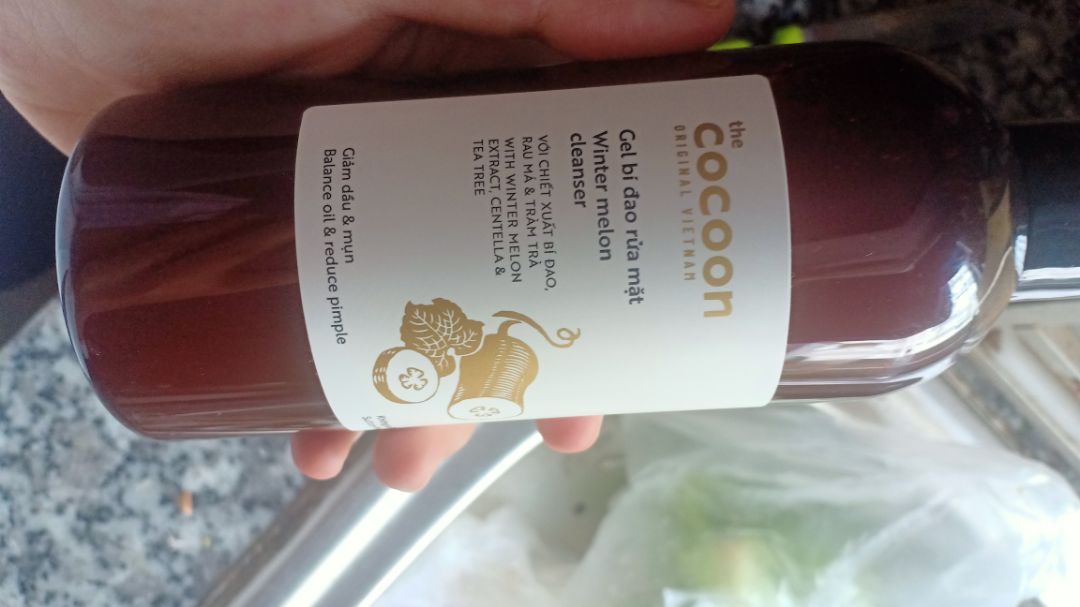 the
cocoon
ORIGINAL VIETNAM
Gel bí đao rửa mặt
Winter melon
cleanser
VỚI CHIẾT XUẤT BÍ ĐAO,
RAU MÁ & TRÀM TRÀ
WITH WINTER MELON
EXTRACT, CENTELLA &
TEA TREE
Giảm dầu & mụn
Balance oil & reduce pimple